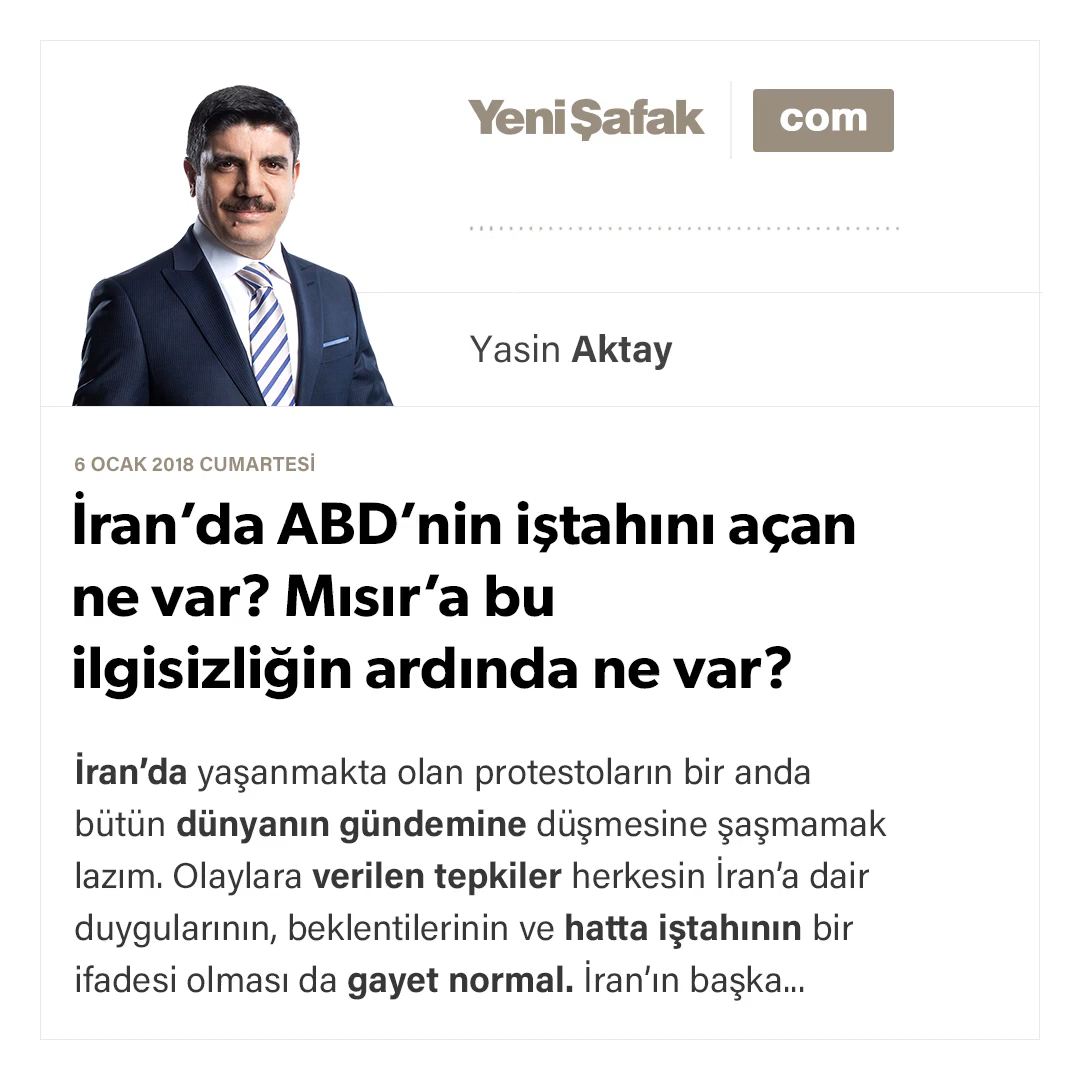 YeniŞafak com
Yasin Aktay
6 OCAK 2018 CUMARTESİ
İran’da ABD’nin iştahını açan
ne var? Mısır’a bu
ilgisizliğin ardında ne var?
İran’da yaşanmakta olan protestoların bir anda
bütün dünyanın gündemine düşmesine şaşmamak
lazım. Olaylara verilen tepkiler herkesin İran’a dair
duygularının, beklentilerinin ve hatta iştahının bir
ifadesi olması da gayet normal. İran’ın başka...